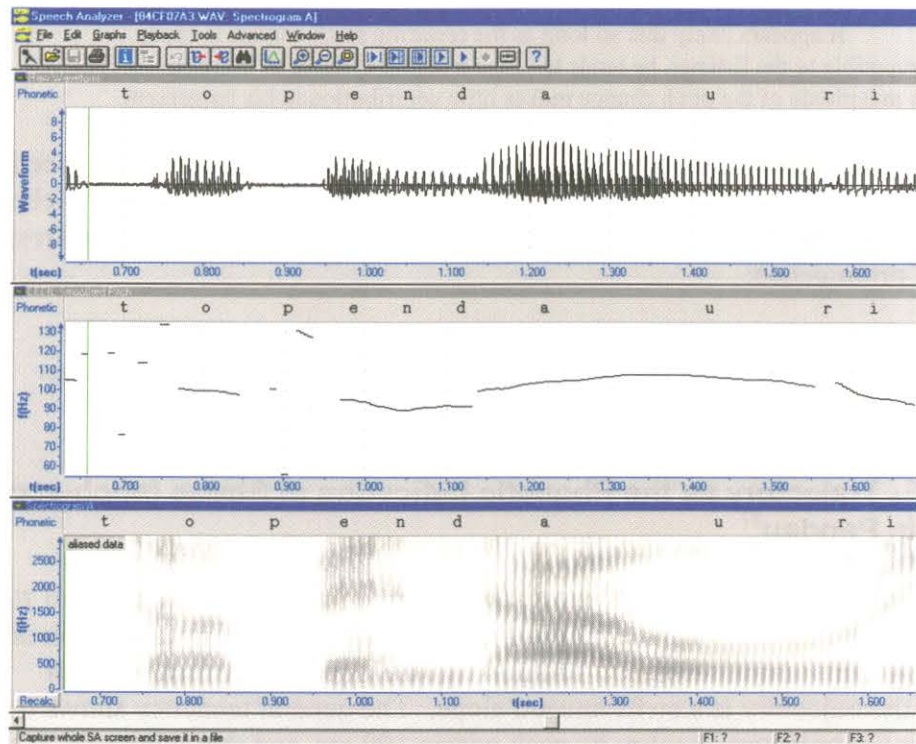 Speech Analyzer - [84CF07A3.WAV: Spectrogram A]
File Edit Graphs Playback Tools Advanced Window Help
Phonetic t o p e n d a u r i
Waveform
8
6
4
2
0
-2
-4
-6
-8
t(sec) 0.700 0.800 0.900 1.000 1.100 1.200 1.300 1.400 1.500 1.600
Phonetic t o p e n d a u r i
f(Hz)
130
120
110
100
90
80
70
60
t(sec) 0.700 0.800 0.900 1.000 1.100 1.200 1.300 1.400 1.500 1.600
Phonetic t o p e n d a u r i
aliased data
f(Hz)
2500
2000
1500
1000
500
0
Recalc. 0.700 0.800 0.900 1.000 1.100 t(sec) 1.300 1.400 1.500 1.60
Capture whole SA screen and save it in a file F1: ? F2: ? F3: ?